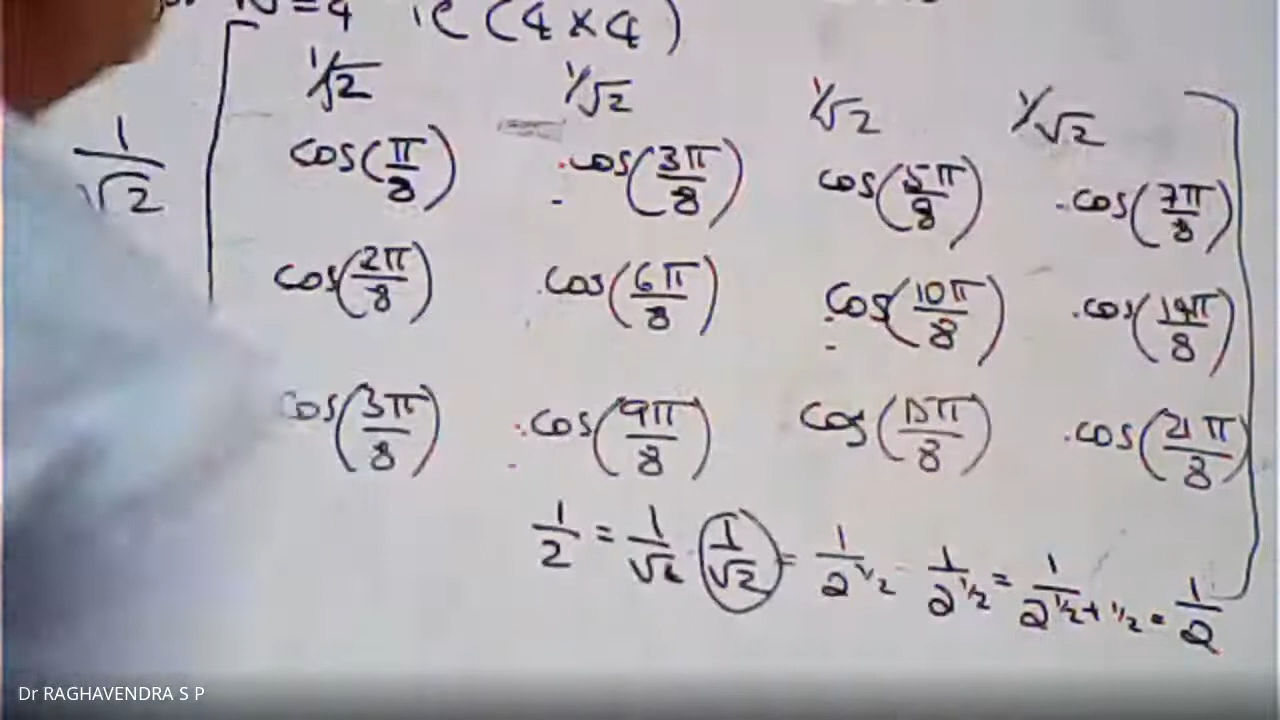 N=4 ie (4×4)
1/√2 [ 1/√2 1/√2 1/√2 1/√2
cos(π/8) cos(3π/8) cos(5π/8) cos(7π/8)
cos(2π/8) cos(6π/8) cos(10π/8) cos(14π/8)
cos(3π/8) cos(9π/8) cos(15π/8) cos(21π/8) ]
1/2 = 1/√2 · 1/√2 = 1/2^1/2 · 1/2^1/2 = 1/2^1/2+1/2 = 1/2
Dr RAGHAVENDRA S P